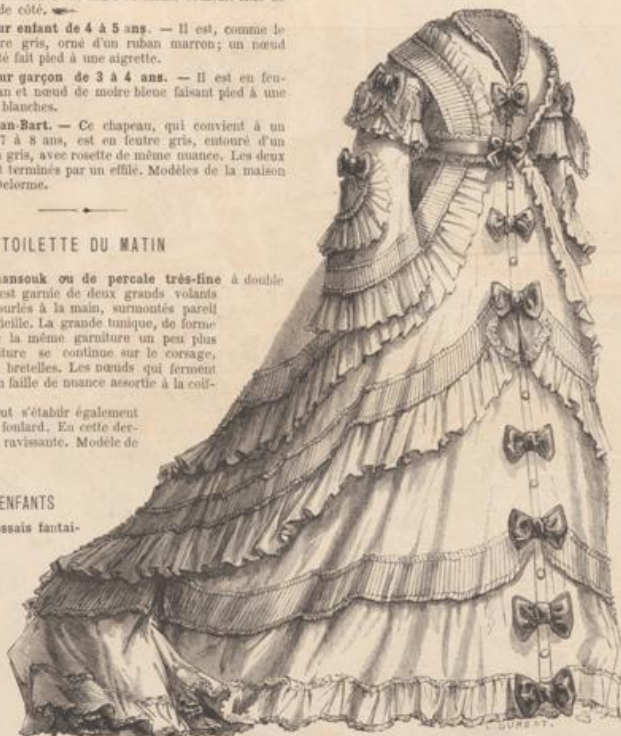 de côté.
ur enfant de 4 à 5 ans. — Il est, comme le
re gris, orné d'un ruban marron; un nœud
té fait pied à une aigrette.
ur garçon de 3 à 4 ans. — Il est en feu-
an et nœud de moire bleue faisant pied à une
blanches.
an-Bart. — Ce chapeau, qui convient à un
7 à 8 ans, est en feutre gris, entouré d'un
gris, avec rosette de même nuance. Les deux
t terminés par un effilé. Modèles de la maison
Delorme.
TOILETTE DU MATIN
ansouk ou de percale très-fine à double
est garnie de deux grands volants
ourlés à la main, surmontés pareil
ieille. La grande tunique, de forme
la même garniture un peu plus
iture se continue sur le corsage,
bretelles. Les nœuds qui ferment
n faille de nuance assortie à la coif-
ut s'établir également
foulard. En cette der-
ravissante. Modèle de
ENFANTS
ossais fantai-
L. DUMONT.